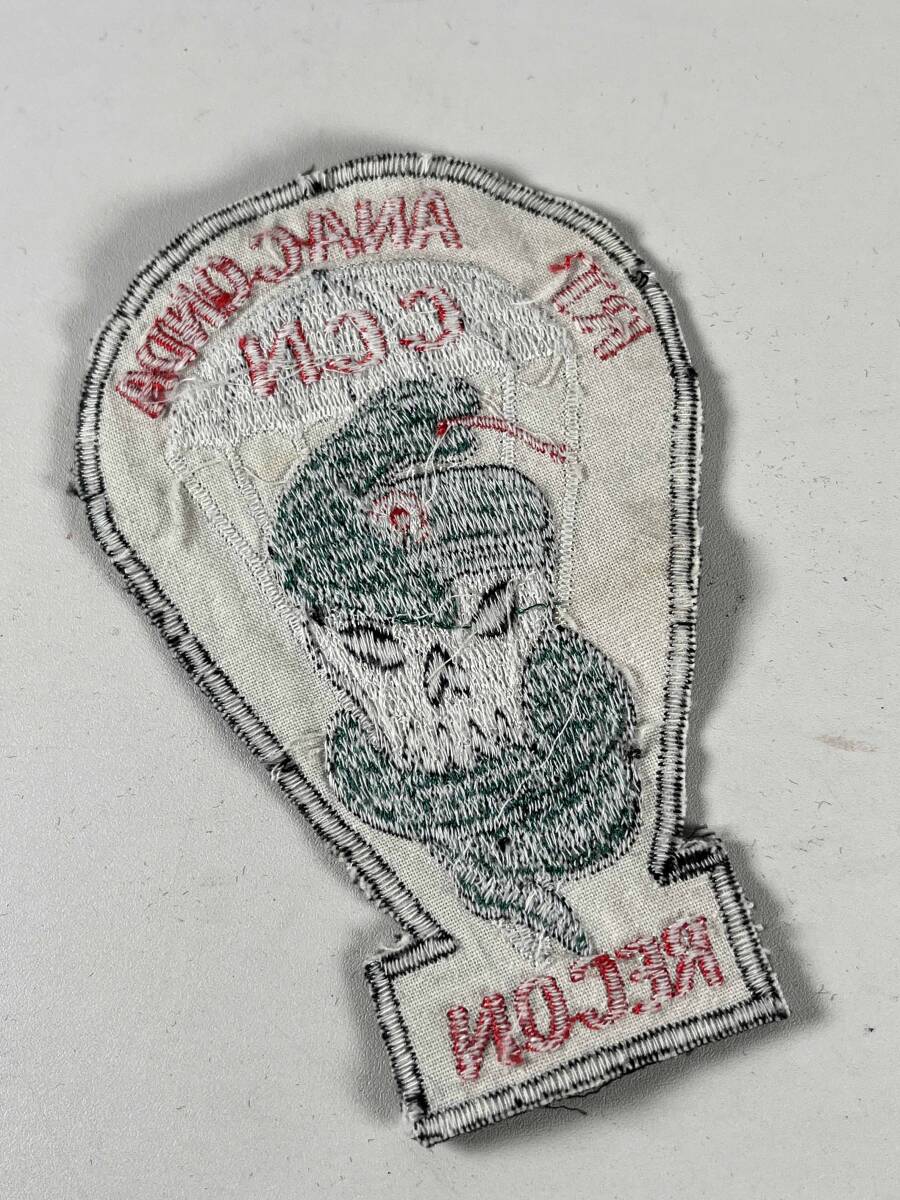 RT. ANACONDA
CCN
RECON